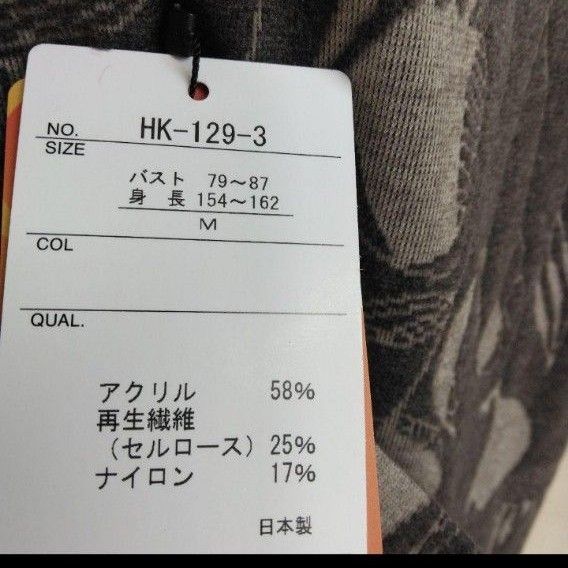 NO. HK-129-3
SIZE
バスト 79～87
身 長 154～162
M
COL
QUAL.
アクリル 58%
再生繊維
（セルロース）25%
ナイロン 17%
日本製